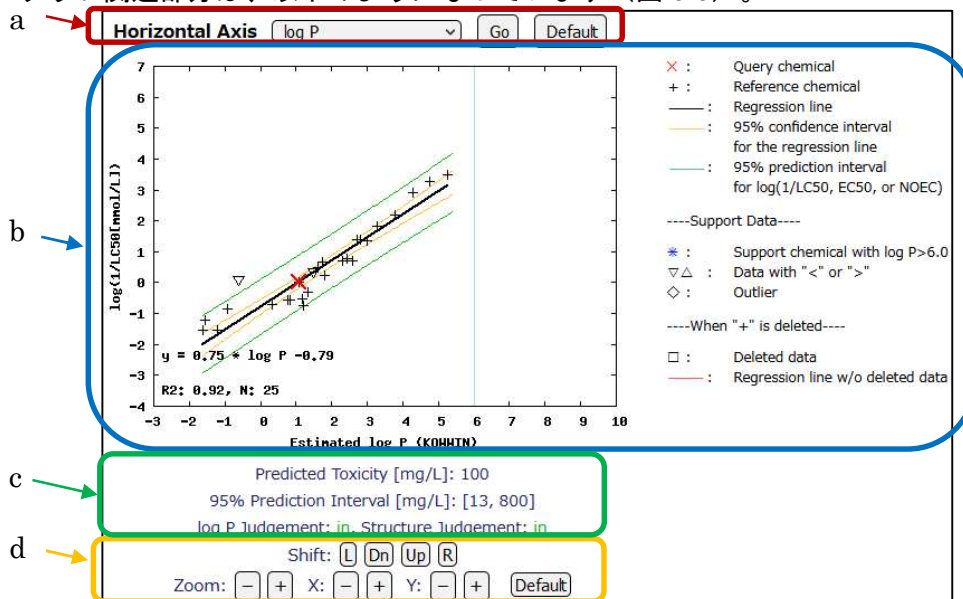 a
Horizontal Axis log P Go Default
b
7
6
5
4
3
2
1
0
-1
-2
-3
-4
log(1/LC50[mmol/L])
y = 0.75 * log P -0.79
R2: 0.92, N: 25
-3 -2 -1 0 1 2 3 4 5 6 7 8 9 10
Estimated log P (KOWWIN)
× : Query chemical
+ : Reference chemical
: Regression line
: 95% confidence interval
for the regression line
: 95% prediction interval
for log(1/LC50, EC50, or NOEC)
----Support Data----
* : Support chemical with log P>6.0
▽△ : Data with "<" or ">"
◇ : Outlier
----When "+" is deleted----
□ : Deleted data
: Regression line w/o deleted data
c
Predicted Toxicity [mg/L]: 100
95% Prediction Interval [mg/L]: [13, 800]
log P Judgement: in, Structure Judgement: in
d
Shift: L Dn Up R
Zoom: − + X: − + Y: − + Default